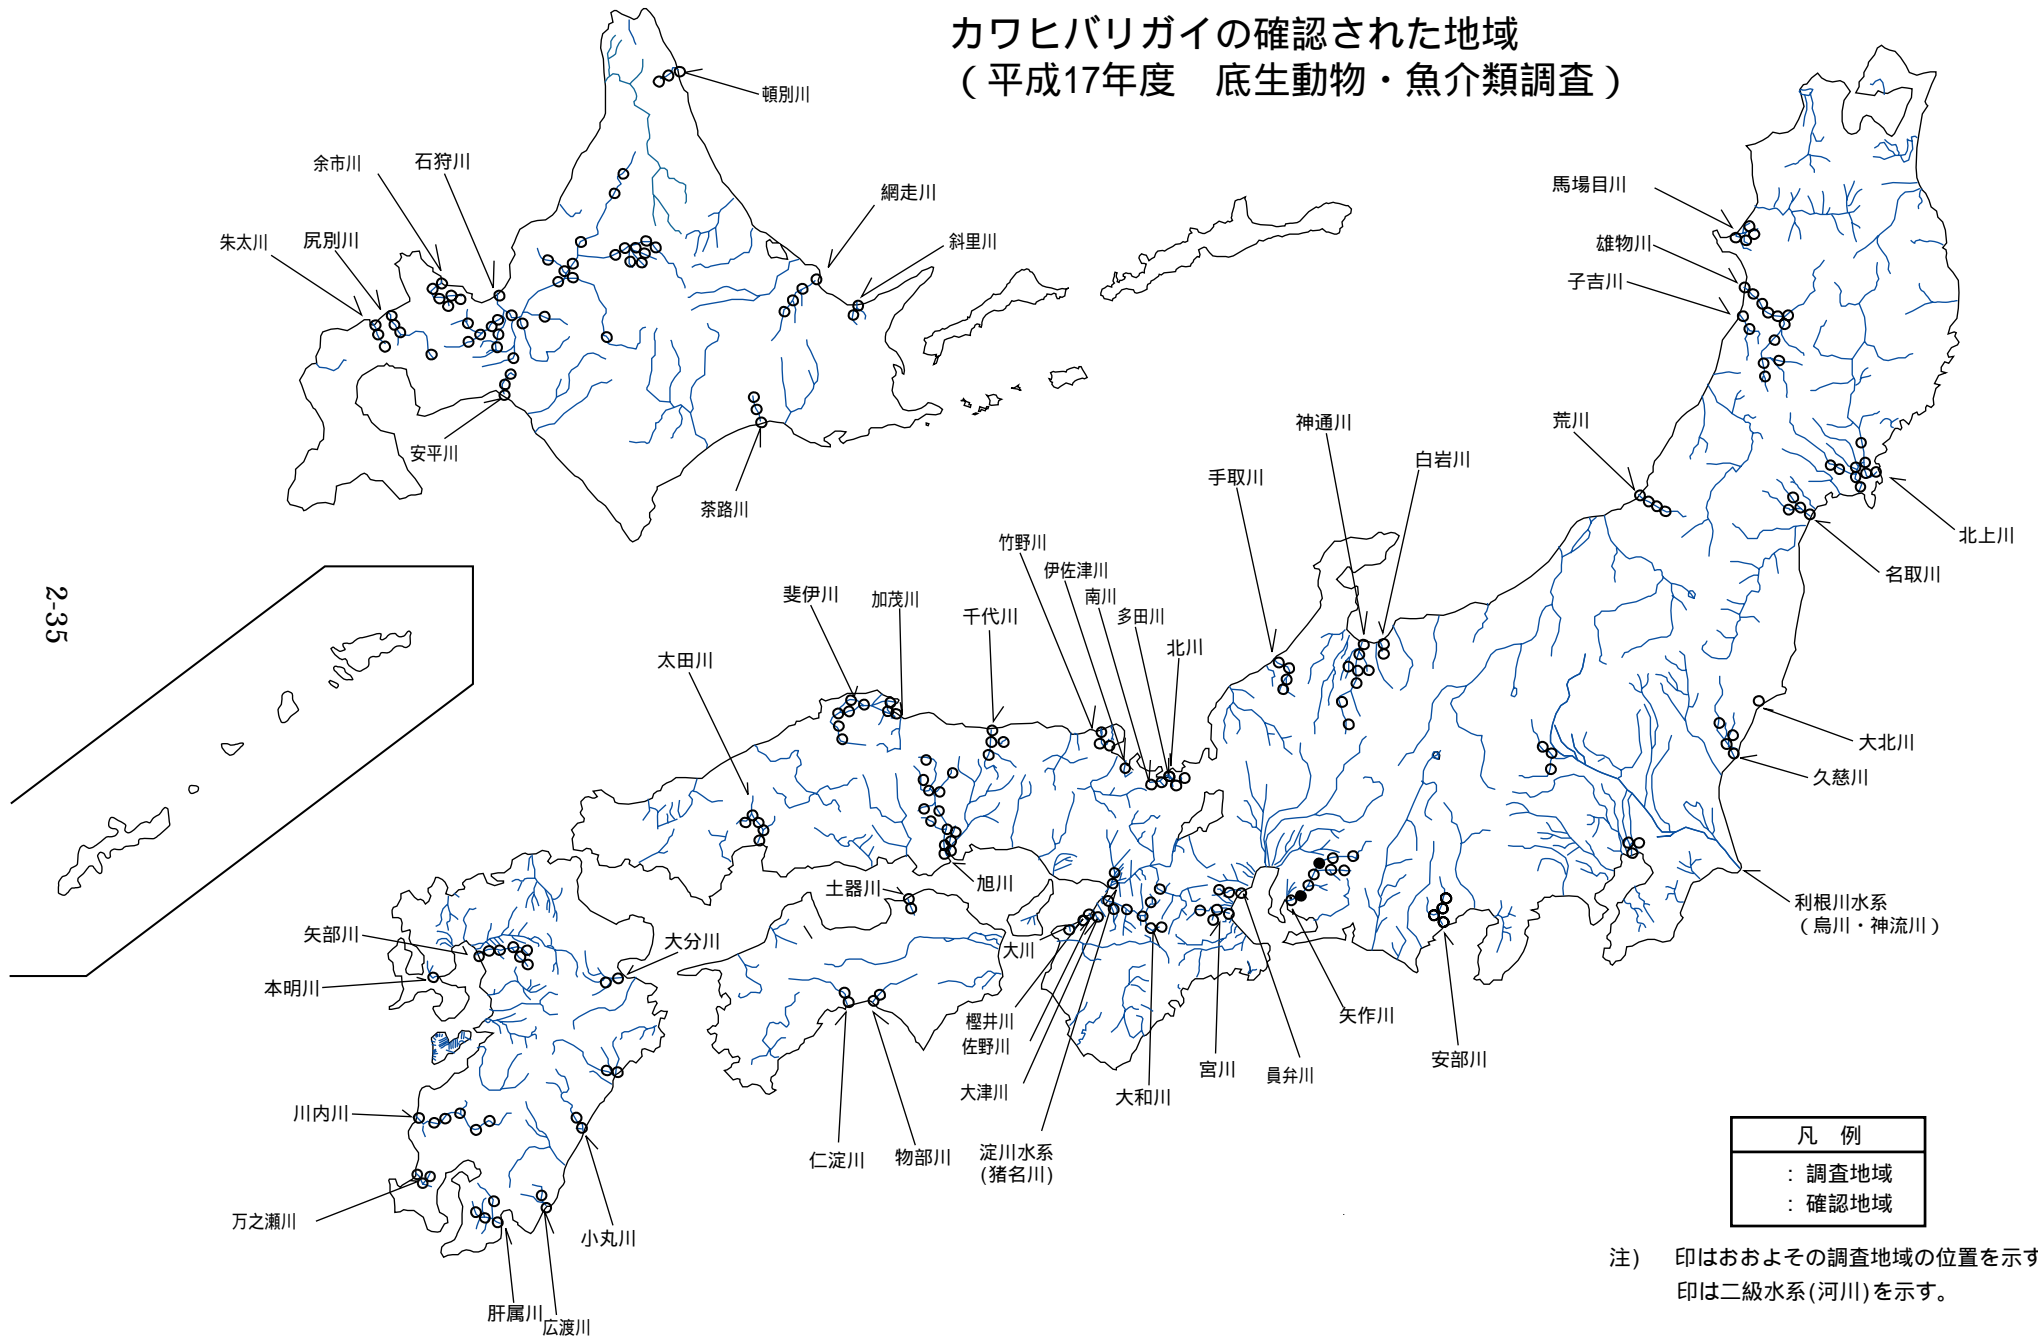 カワヒバリガイの確認された地域
（平成17年度　底生動物・魚介類調査）
頓別川
余市川
石狩川
網走川
斜里川
朱太川
尻別川
安平川
茶路川
馬場目川
雄物川
子吉川
荒川
北上川
名取川
神通川
白岩川
手取川
竹野川
伊佐津川
南川
多田川
北川
斐伊川
加茂川
千代川
太田川
2-35
大北川
久慈川
旭川
土器川
利根川水系
（烏川・神流川）
矢部川
大分川
大川
本明川
樫井川
佐野川
矢作川
安部川
大津川
大和川
宮川
員弁川
川内川
仁淀川
物部川
淀川水系
(猪名川)
万之瀬川
小丸川
肝属川
広渡川
凡 例
：調査地域
：確認地域
注)　印はおおよその調査地域の位置を示す
印は二級水系(河川)を示す。